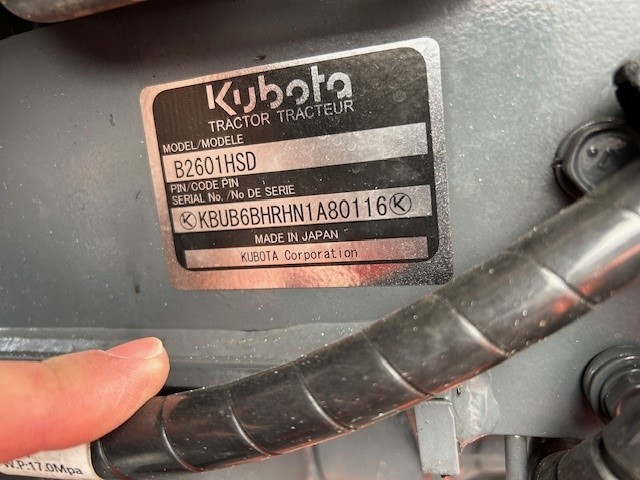 Kubota
TRACTOR TRACTEUR
MODEL/MODELE
B2601HSD
PIN/CODE PIN
SERIAL No. /No DE SERIE
Ⓚ KBUB6BHRHN1A80116 Ⓚ
MADE IN JAPAN
KUBOTA Corporation
W.P:17.0Mpa